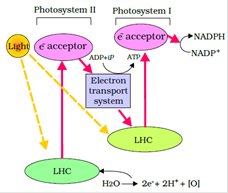 Photosystem II
Photosystem I
Light
e⁻ acceptor
e⁻ acceptor
NADPH
NADP⁺
ADP+iP
ATP
Electron
transport
system
LHC
LHC
H₂O → 2e⁻+ 2H⁺ + [O]